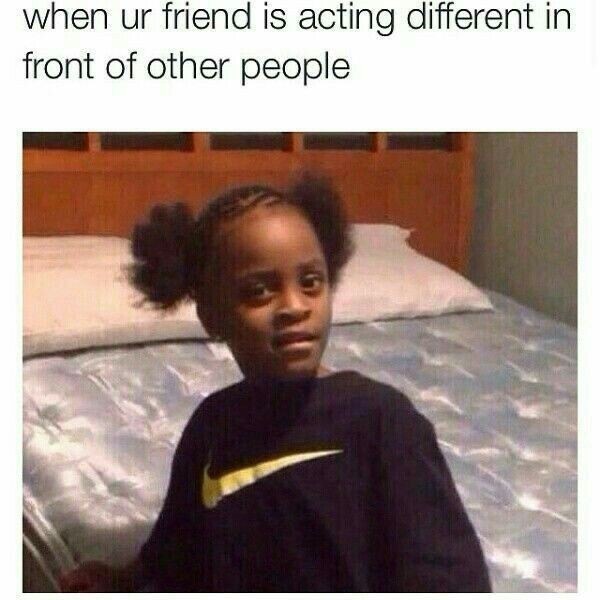 when ur friend is acting different in
front of other people